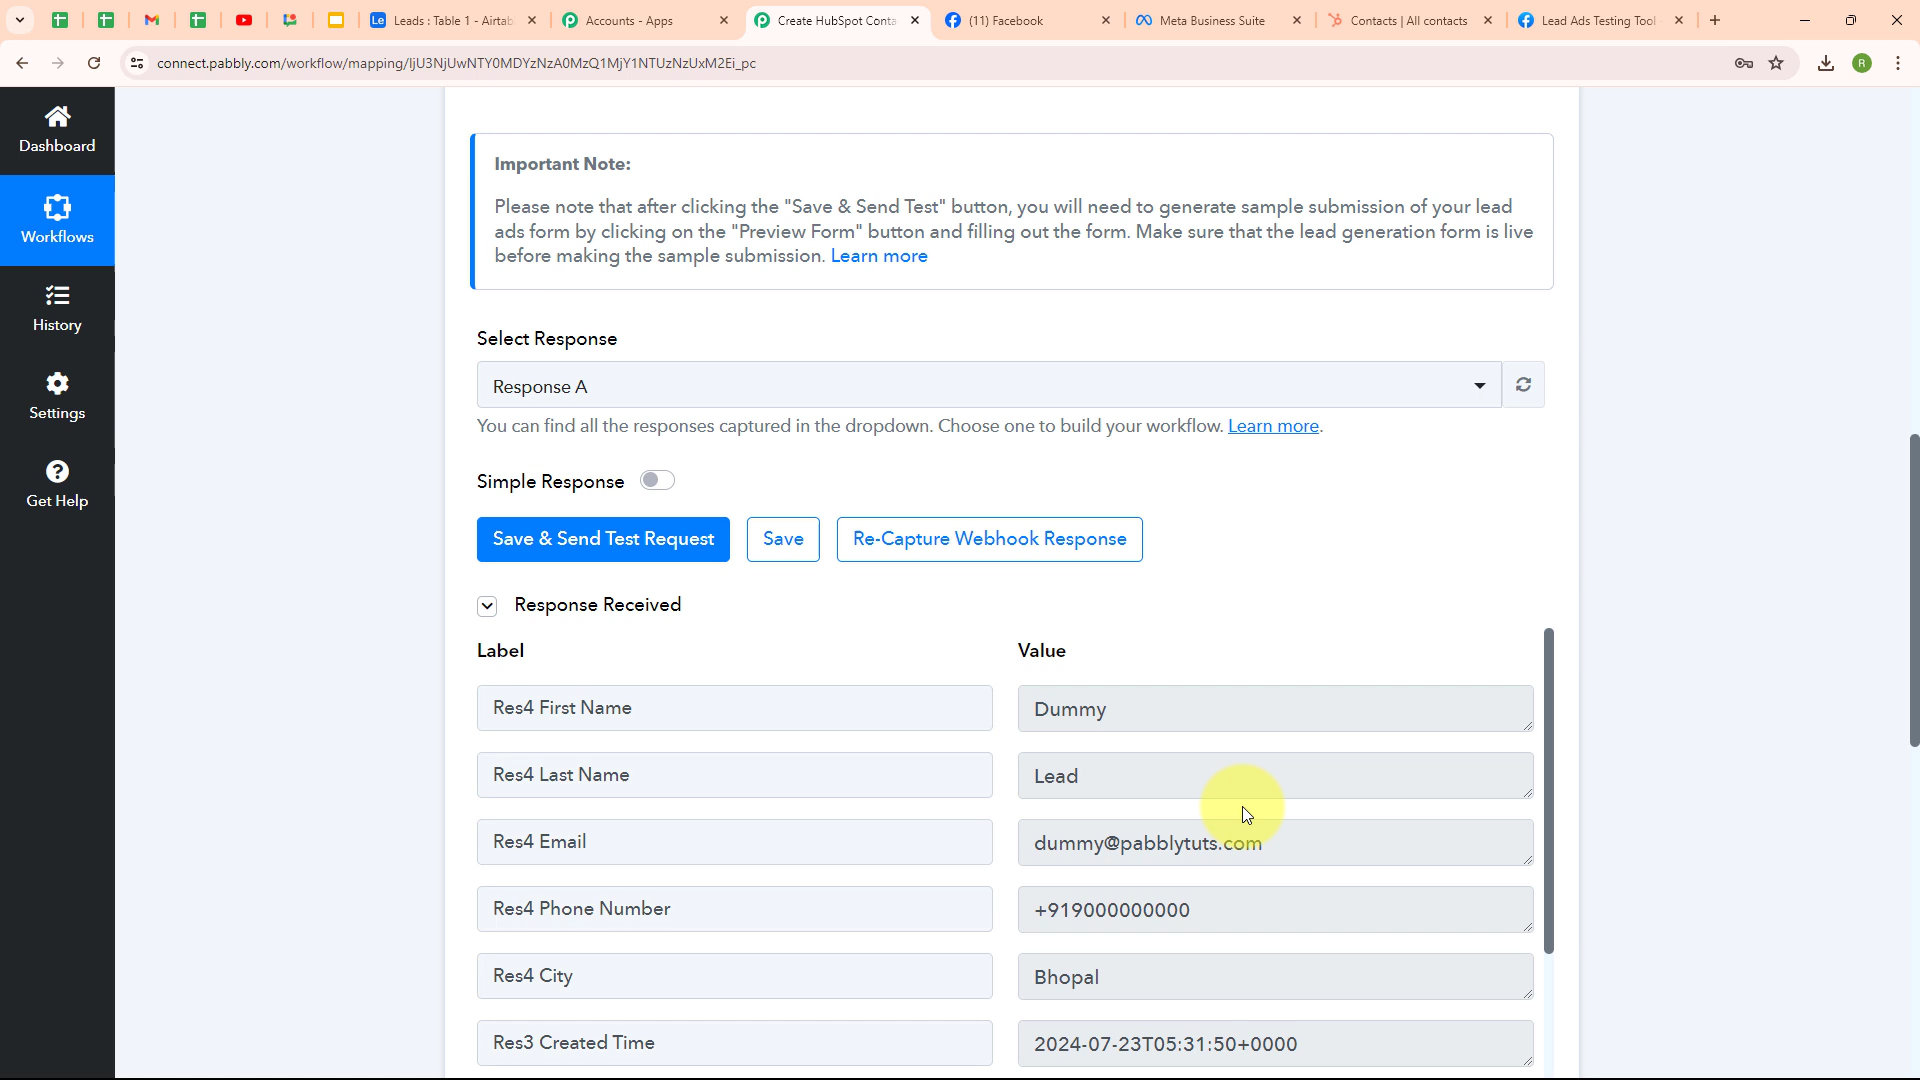 Leads : Table 1 - Airtab
Accounts - Apps
Create HubSpot Conta
(11) Facebook
Meta Business Suite
Contacts | All contacts
Lead Ads Testing Tool
connect.pabbly.com/workflow/mapping/IjU3NjUwNTY0MDYzNzA0MzQ1MjY1NTUzNzUxM2Ei_pc
R
Dashboard
Workflows
History
Settings
Get Help
Important Note:
Please note that after clicking the "Save & Send Test" button, you will need to generate sample submission of your lead
ads form by clicking on the "Preview Form" button and filling out the form. Make sure that the lead generation form is live
before making the sample submission. Learn more
Select Response
Response A
You can find all the responses captured in the dropdown. Choose one to build your workflow. Learn more.
Simple Response
Save & Send Test Request
Save
Re-Capture Webhook Response
Response Received
Label
Value
Res4 First Name
Dummy
Res4 Last Name
Lead
Res4 Email
dummy@pabblytuts.com
Res4 Phone Number
+919000000000
Res4 City
Bhopal
Res3 Created Time
2024-07-23T05:31:50+0000